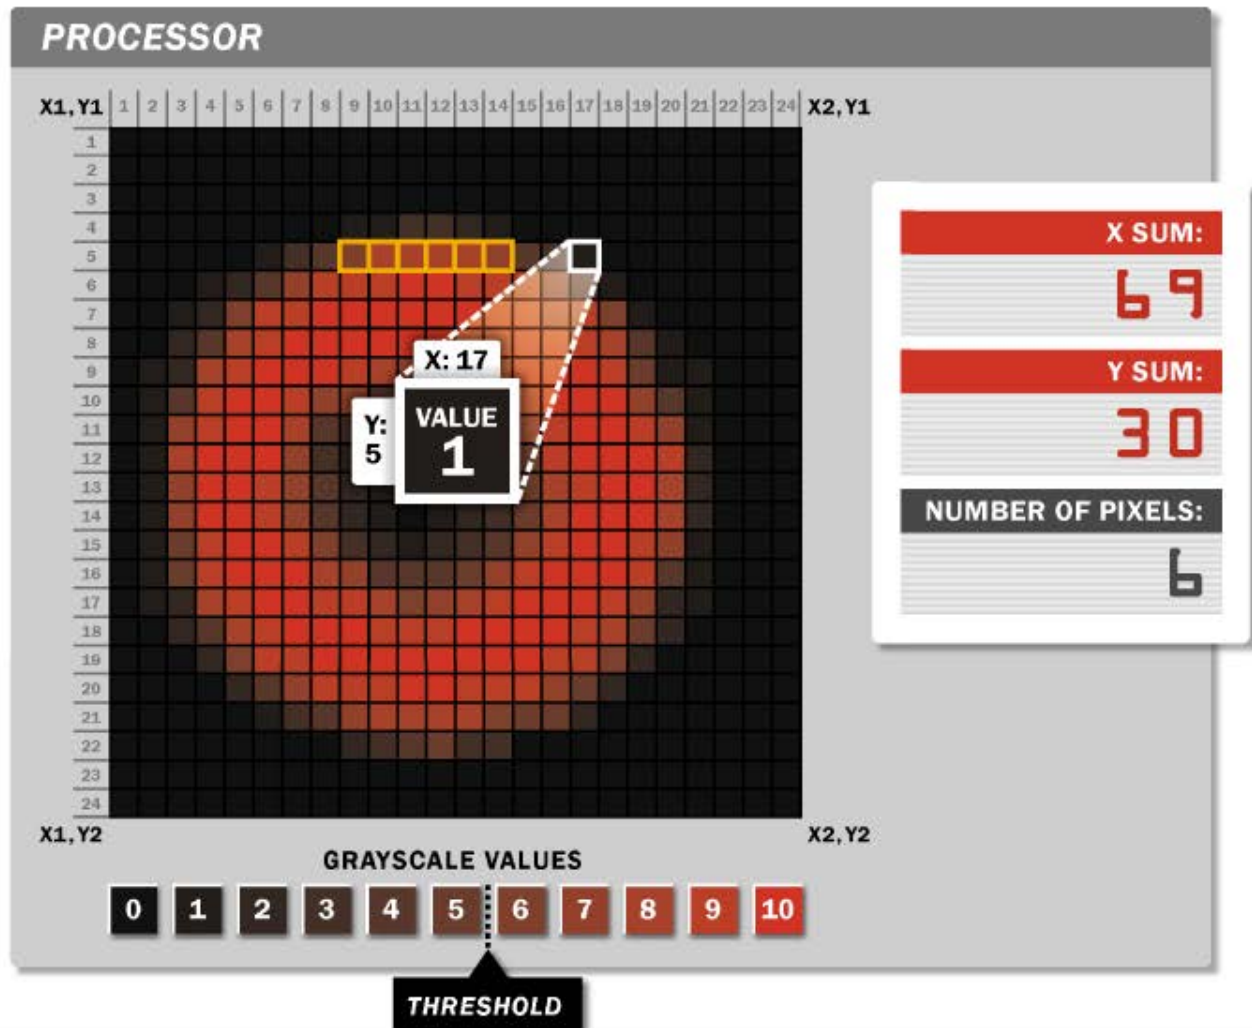 PROCESSOR
X1,Y1 1 2 3 4 5 6 7 8 9 10 11 12 13 14 15 16 17 18 19 20 21 22 23 24 X2,Y1
1
2
3
4
5
6
7
8
9
10
11
12
13
14
15
16
17
18
19
20
21
22
23
24
X: 17
Y:
5
VALUE
1
X SUM:
69
Y SUM:
30
NUMBER OF PIXELS:
6
X1,Y2 X2,Y2
GRAYSCALE VALUES
0 1 2 3 4 5 6 7 8 9 10
THRESHOLD